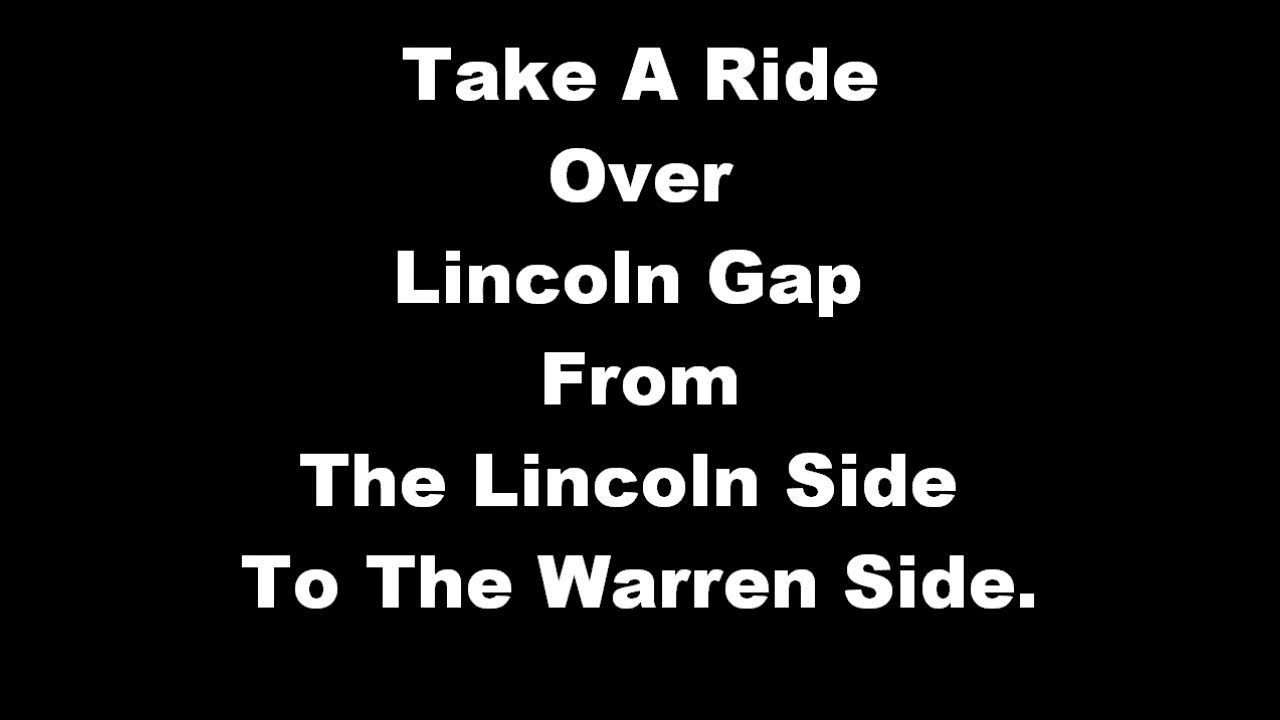 Take A Ride
Over
Lincoln Gap
From
The Lincoln Side
To The Warren Side.